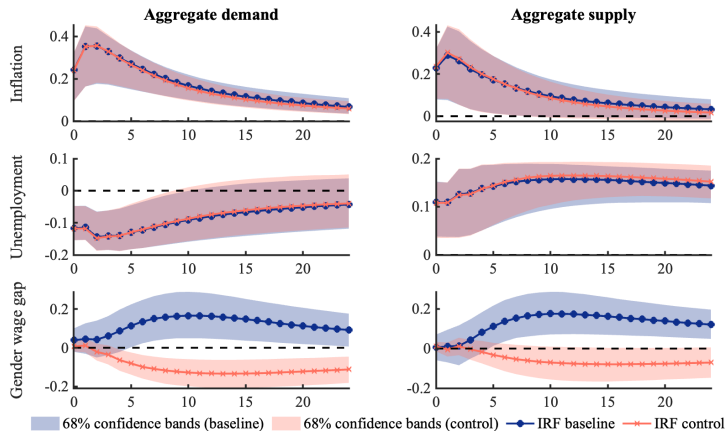 Aggregate demand Aggregate supply
Inflation
0.4
0.2
0
0 5 10 15 20
0.4
0.2
0
0 5 10 15 20
Unemployment
0.1
0
-0.1
-0.2
0 5 10 15 20
0.2
0.1
0
0 5 10 15 20
Gender wage gap
0.2
0
-0.2
0 5 10 15 20
0.2
0
-0.2
0 5 10 15 20
68% confidence bands (baseline) 68% confidence bands (control) IRF baseline IRF control